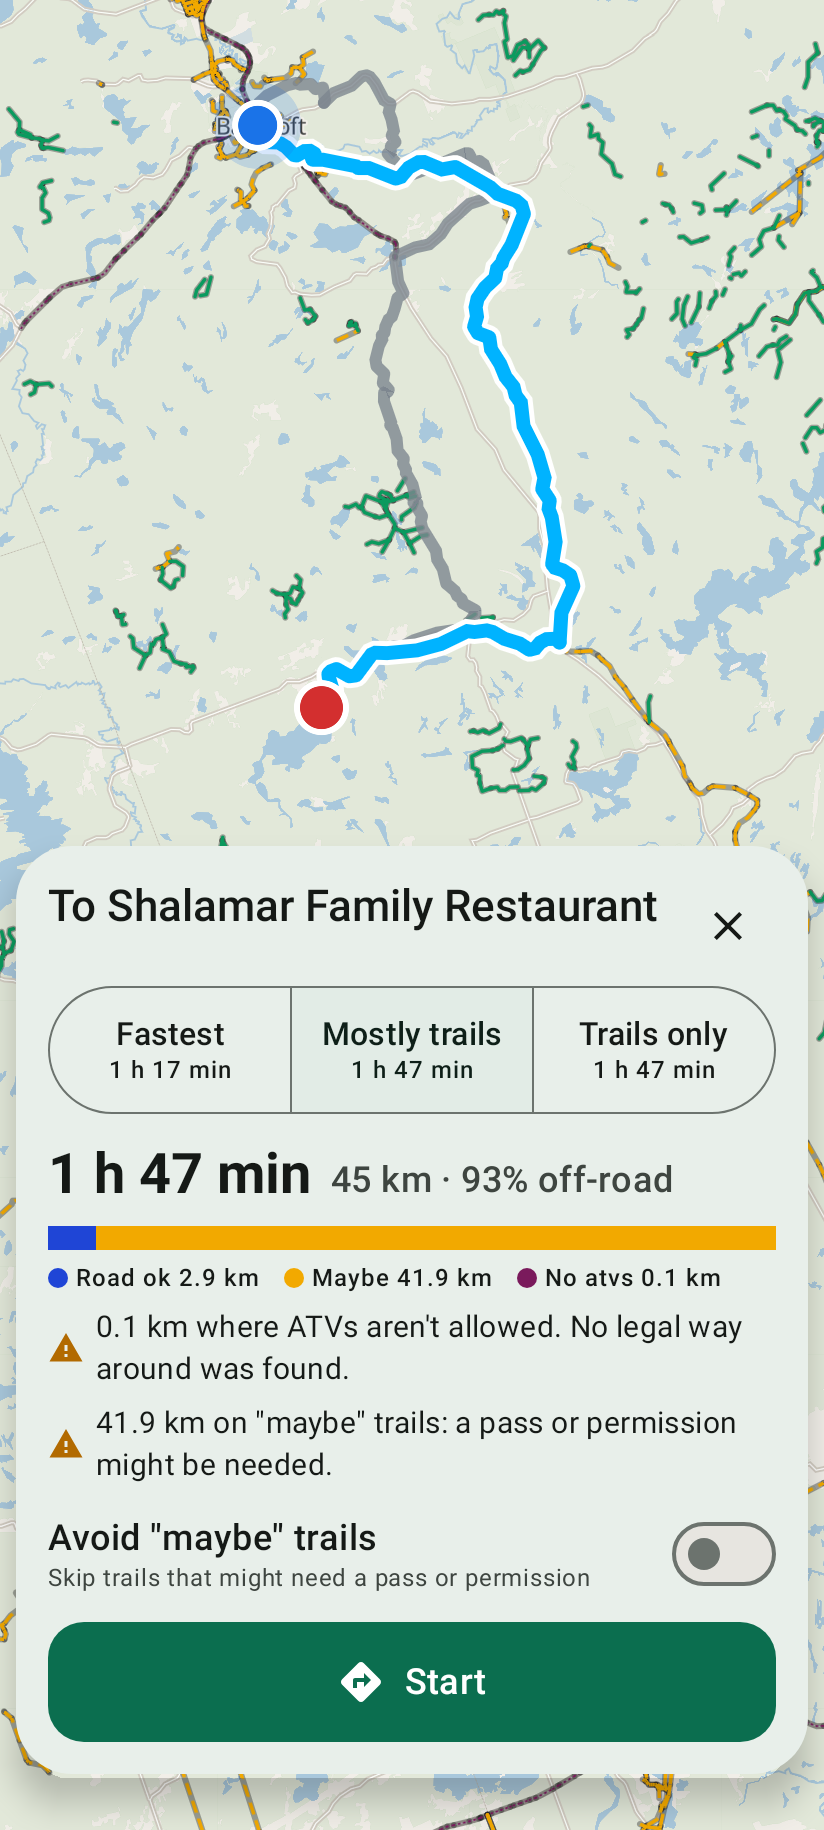 To Shalamar Family Restaurant
Fastest
1 h 17 min
Mostly trails
1 h 47 min
Trails only
1 h 47 min
1 h 47 min 45 km · 93% off-road
Road ok 2.9 km Maybe 41.9 km No atvs 0.1 km
0.1 km where ATVs aren't allowed. No legal way
around was found.
41.9 km on "maybe" trails: a pass or permission
might be needed.
Avoid "maybe" trails
Skip trails that might need a pass or permission
Start